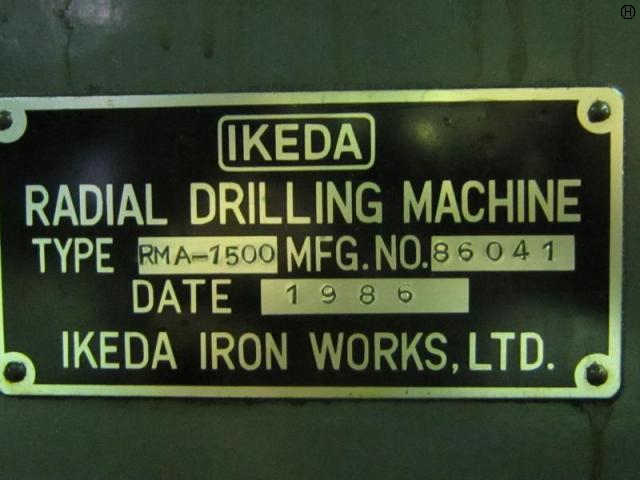 IKEDA
RADIAL DRILLING MACHINE
TYPE RMA-1500 MFG.NO. 86041
DATE 1986
IKEDA IRON WORKS, LTD.
H